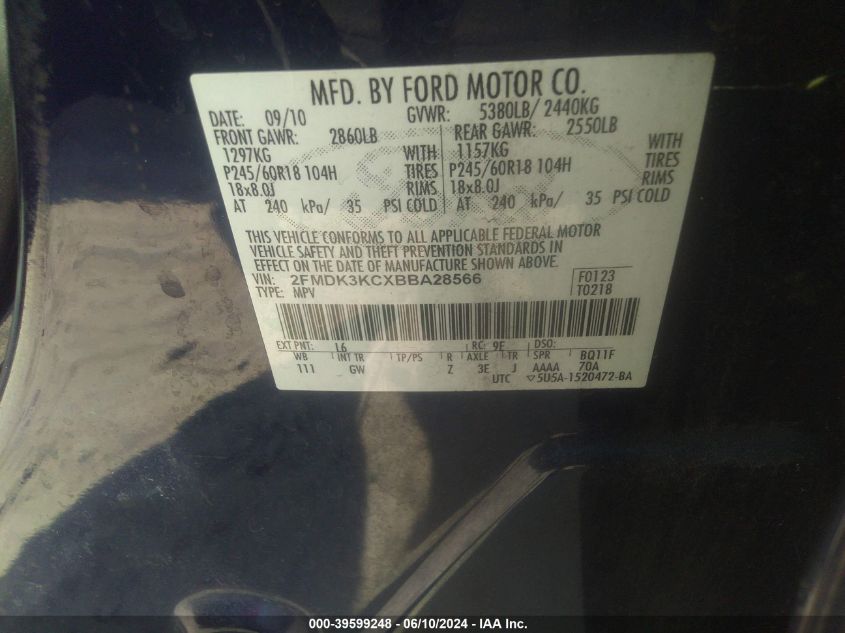 MFD. BY FORD MOTOR CO.
DATE: 09/10 GVWR: 5380LB/ 2440KG
FRONT GAWR: 2860LB REAR GAWR: 2550LB
1297KG WITH 1157KG WITH
P245/60R18 104H TIRES P245/60R18 104H TIRES
18x8.0J RIMS 18x8.0J RIMS
AT 240 kPa/ 35 PSI COLD AT 240 kPa/ 35 PSI COLD
THIS VEHICLE CONFORMS TO ALL APPLICABLE FEDERAL MOTOR
VEHICLE SAFETY AND THEFT PREVENTION STANDARDS IN
EFFECT ON THE DATE OF MANUFACTURE SHOWN ABOVE.
VIN: 2FMDK3KCXBBA28566 F0123
TYPE: MPV T0218
EXT PNT: L6 RC: 9F DSO:
WB INT TR TP/PS R AXLE TR SPR BQ11F
111 GW Z 3E J AAAA 70A
UTC ▽5U5A-1520472-BA
000-39599248 - 06/10/2024 - IAA Inc.